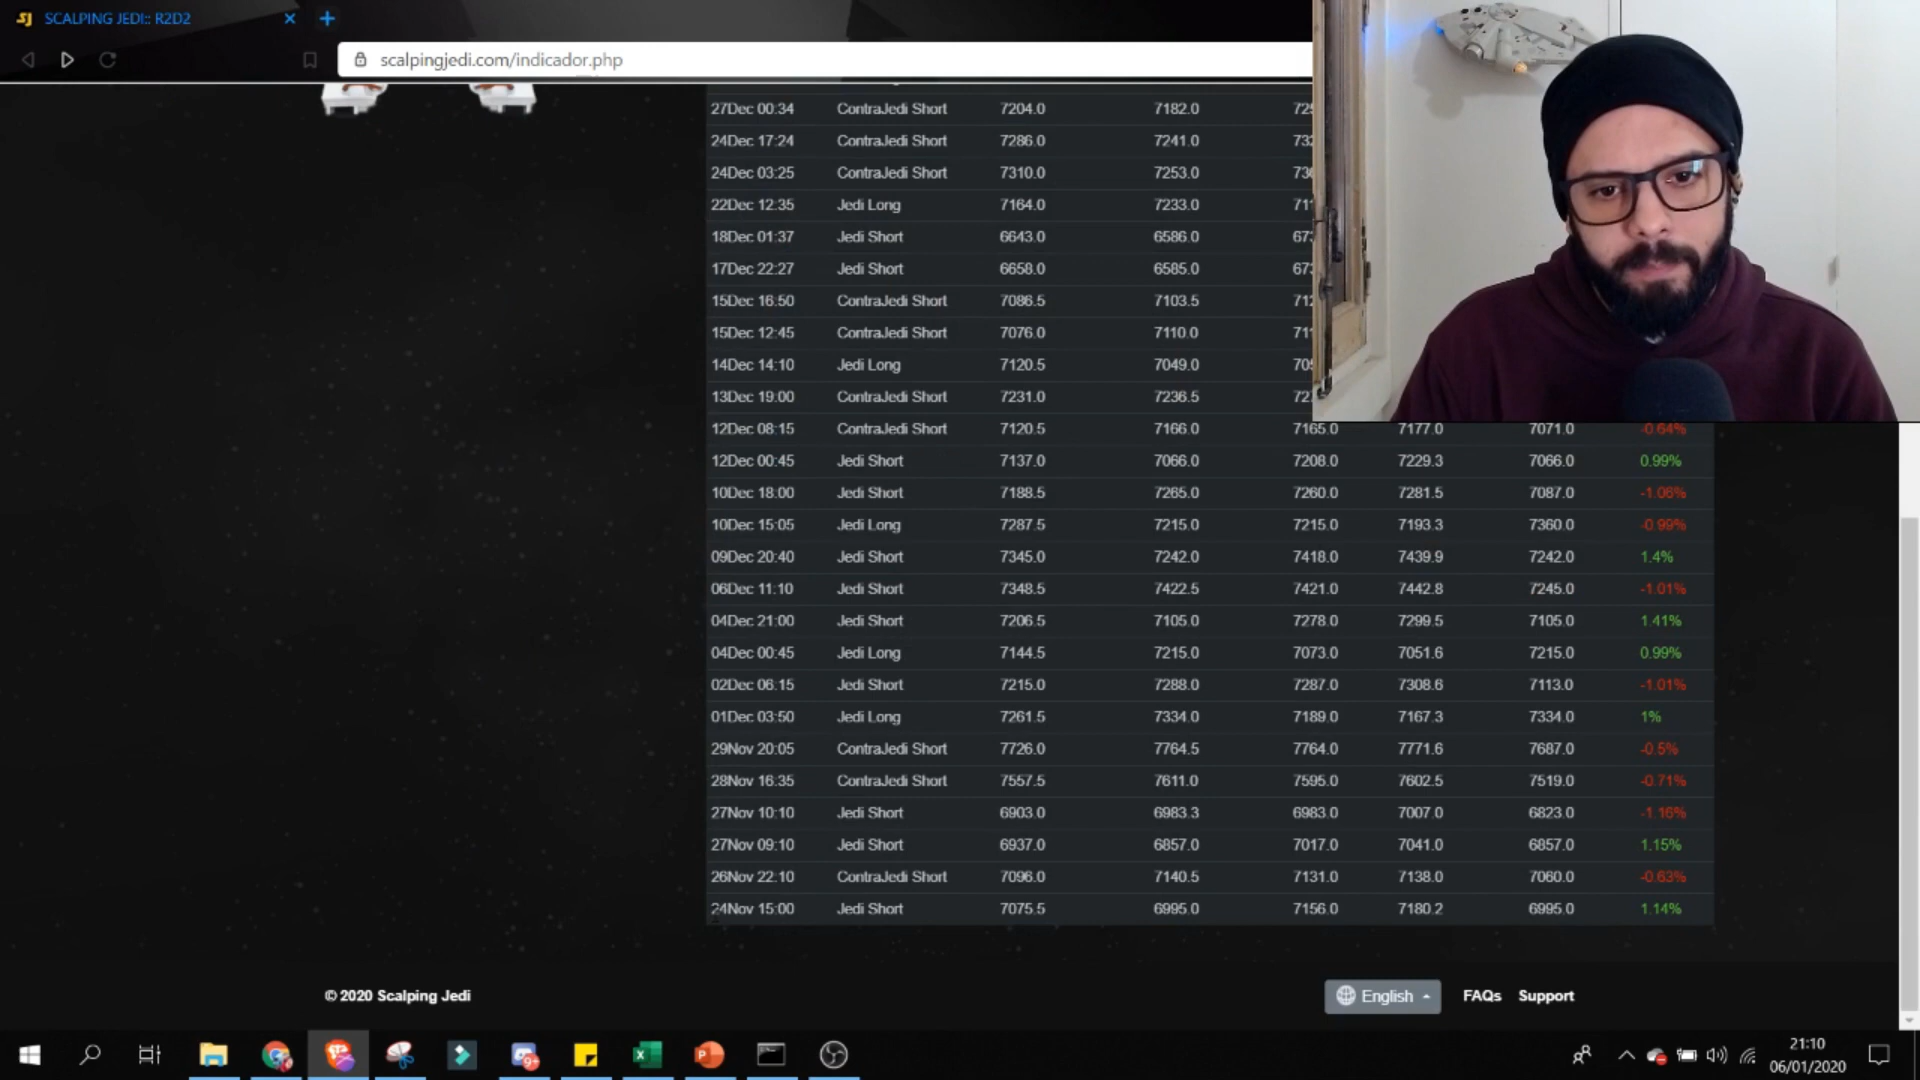 SCALPING JEDI:: R2D2
scalpingjedi.com/indicador.php
27Dec 00:34 ContraJedi Short 7204.0 7182.0
24Dec 17:24 ContraJedi Short 7286.0 7241.0
24Dec 03:25 ContraJedi Short 7310.0 7253.0
22Dec 12:35 Jedi Long 7164.0 7233.0
18Dec 01:37 Jedi Short 6643.0 6586.0
17Dec 22:27 Jedi Short 6658.0 6585.0
15Dec 16:50 ContraJedi Short 7086.5 7103.5
15Dec 12:45 ContraJedi Short 7076.0 7110.0
14Dec 14:10 Jedi Long 7120.5 7049.0
13Dec 19:00 ContraJedi Short 7231.0 7236.5
12Dec 08:15 ContraJedi Short 7120.5 7166.0 7165.0 7177.0 7071.0 -0.64%
12Dec 00:45 Jedi Short 7137.0 7066.0 7208.0 7229.3 7066.0 0.99%
10Dec 18:00 Jedi Short 7188.5 7265.0 7260.0 7281.5 7087.0 -1.06%
10Dec 15:05 Jedi Long 7287.5 7215.0 7215.0 7193.3 7360.0 -0.99%
09Dec 20:40 Jedi Short 7345.0 7242.0 7418.0 7439.9 7242.0 1.4%
06Dec 11:10 Jedi Short 7348.5 7422.5 7421.0 7442.8 7245.0 -1.01%
04Dec 21:00 Jedi Short 7206.5 7105.0 7278.0 7299.5 7105.0 1.41%
04Dec 00:45 Jedi Long 7144.5 7215.0 7073.0 7051.6 7215.0 0.99%
02Dec 06:15 Jedi Short 7215.0 7288.0 7287.0 7308.6 7113.0 -1.01%
01Dec 03:50 Jedi Long 7261.5 7334.0 7189.0 7167.3 7334.0 1%
29Nov 20:05 ContraJedi Short 7726.0 7764.5 7764.0 7771.6 7687.0 -0.5%
28Nov 16:35 ContraJedi Short 7557.5 7611.0 7595.0 7602.5 7519.0 -0.71%
27Nov 10:10 Jedi Short 6903.0 6983.3 6983.0 7007.0 6823.0 -1.16%
27Nov 09:10 Jedi Short 6937.0 6857.0 7017.0 7041.0 6857.0 1.15%
26Nov 22:10 ContraJedi Short 7096.0 7140.5 7131.0 7138.0 7060.0 -0.63%
24Nov 15:00 Jedi Short 7075.5 6995.0 7156.0 7180.2 6995.0 1.14%
© 2020 Scalping Jedi English FAQs Support
21:10
06/01/2020